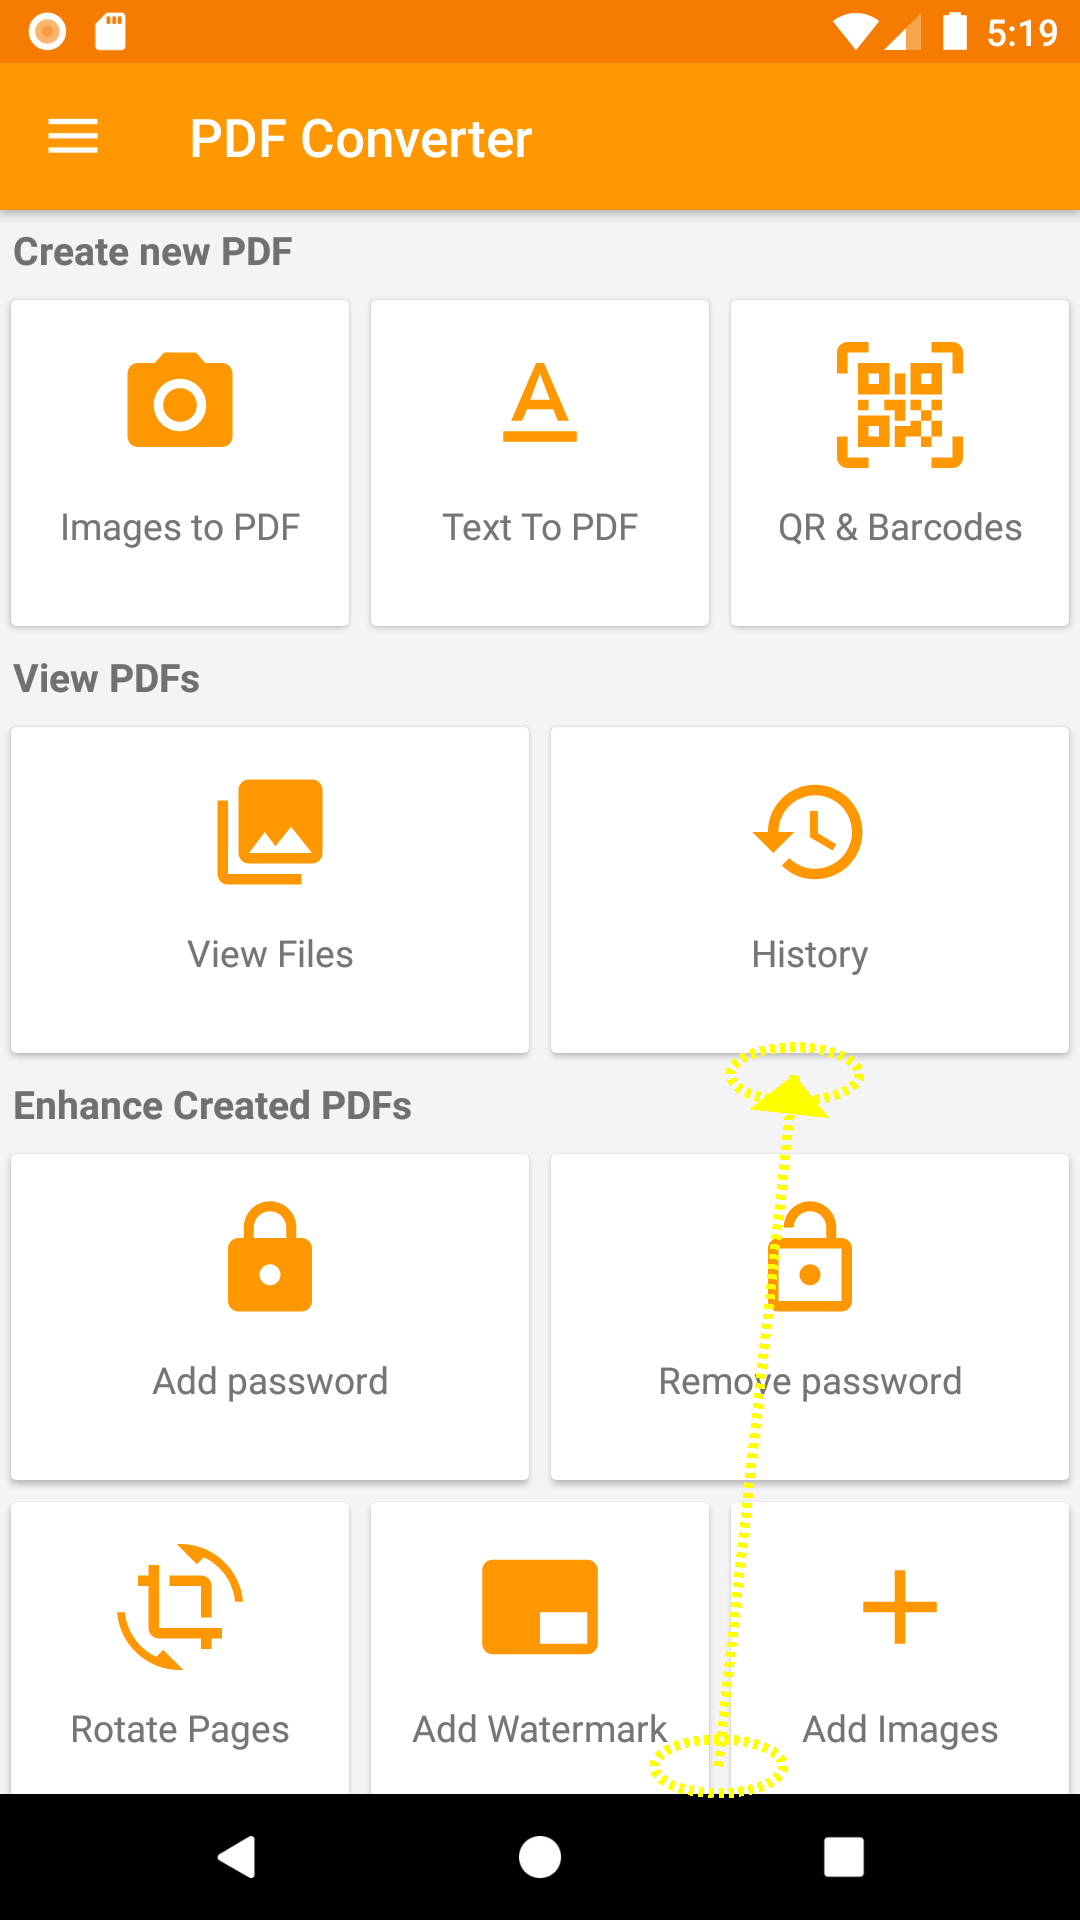 5:19
PDF Converter
Create new PDF
Images to PDF
Text To PDF
QR & Barcodes
View PDFs
View Files
History
Enhance Created PDFs
Add password
Remove password
Rotate Pages
Add Watermark
Add Images